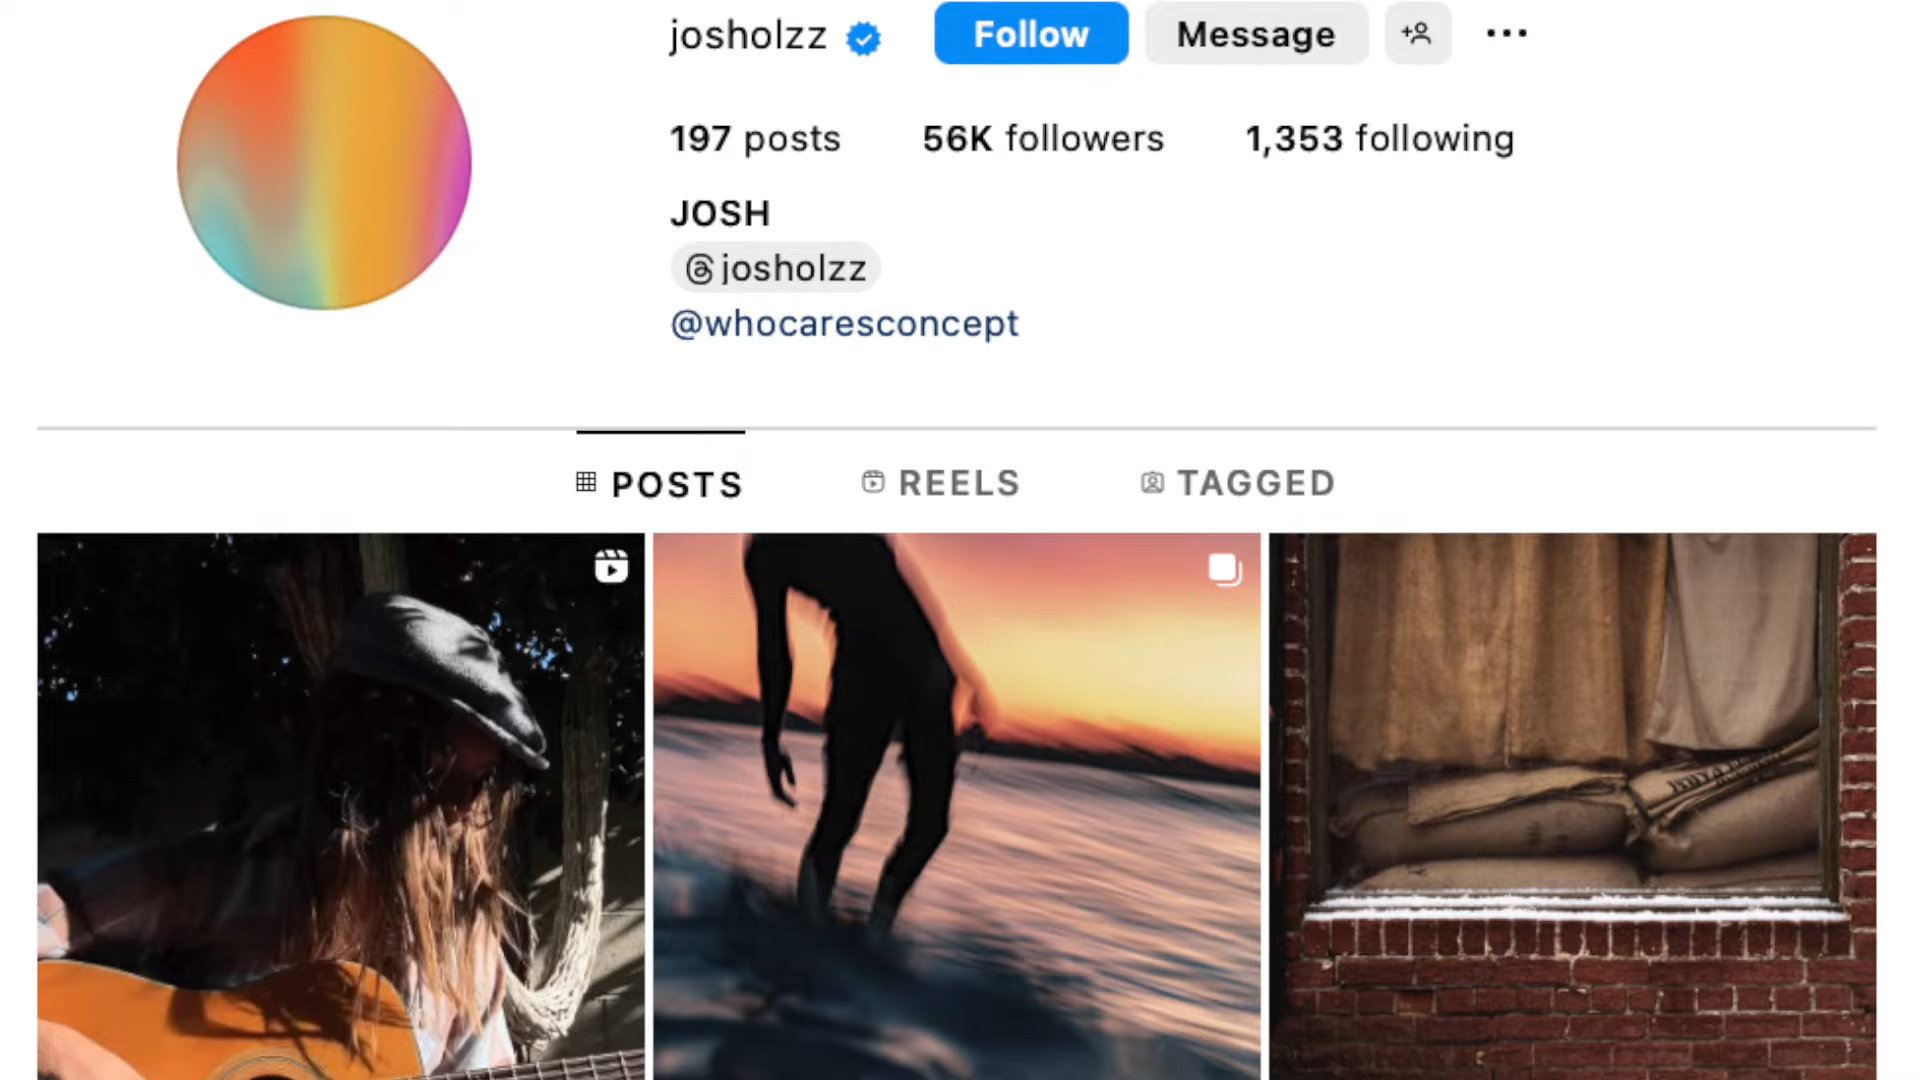 josholzz Follow Message
197 posts 56K followers 1,353 following
JOSH
josholzz
@whocaresconcept
POSTS REELS TAGGED